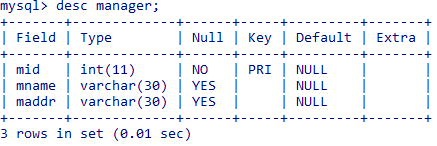 mysql> desc manager;
+-------+-------------+------+-----+---------+-------+
| Field | Type        | Null | Key | Default | Extra |
+-------+-------------+------+-----+---------+-------+
| mid   | int(11)     | NO   | PRI | NULL    |       |
| mname | varchar(30) | YES  |     | NULL    |       |
| maddr | varchar(30) | YES  |     | NULL    |       |
+-------+-------------+------+-----+---------+-------+
3 rows in set (0.01 sec)